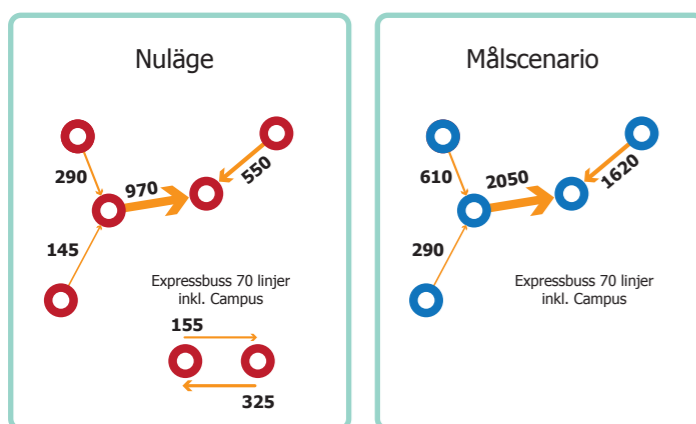 Nuläge
290
970
550
145
Expressbuss 70 linjer
inkl. Campus
155
325
Målscenario
610
2050
1620
290
Expressbuss 70 linjer
inkl. Campus